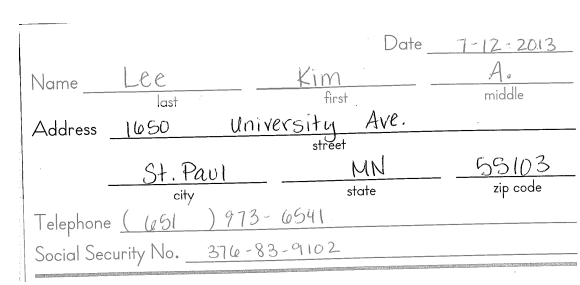 Date 7-12-2013
Name Lee Kim A.
last first middle
Address 1650 University Ave.
street
St. Paul MN 55103
city state zip code
Telephone (651) 973-6541
Social Security No. 376-83-9102